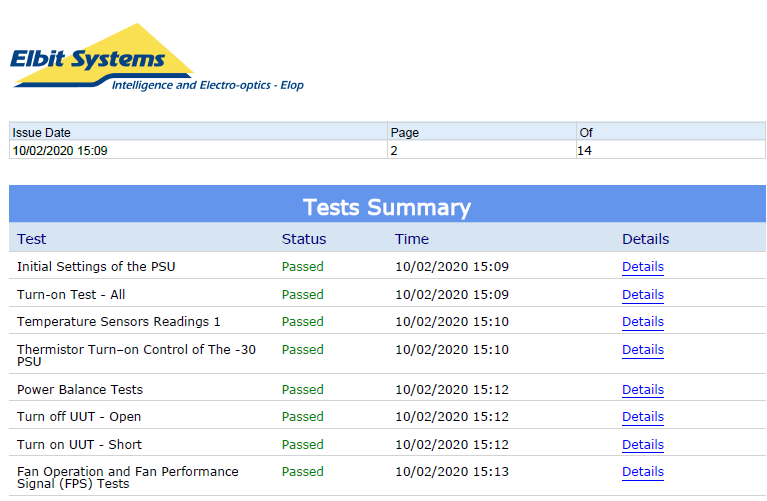 Elbit Systems
Intelligence and Electro-optics - Elop
Issue Date Page Of
10/02/2020 15:09 2 14
Tests Summary
Test Status Time Details
Initial Settings of the PSU Passed 10/02/2020 15:09 Details
Turn-on Test - All Passed 10/02/2020 15:09 Details
Temperature Sensors Readings 1 Passed 10/02/2020 15:10 Details
Thermistor Turn–on Control of The -30 Passed 10/02/2020 15:10 Details
PSU
Power Balance Tests Passed 10/02/2020 15:12 Details
Turn off UUT - Open Passed 10/02/2020 15:12 Details
Turn on UUT - Short Passed 10/02/2020 15:12 Details
Fan Operation and Fan Performance Passed 10/02/2020 15:13 Details
Signal (FPS) Tests